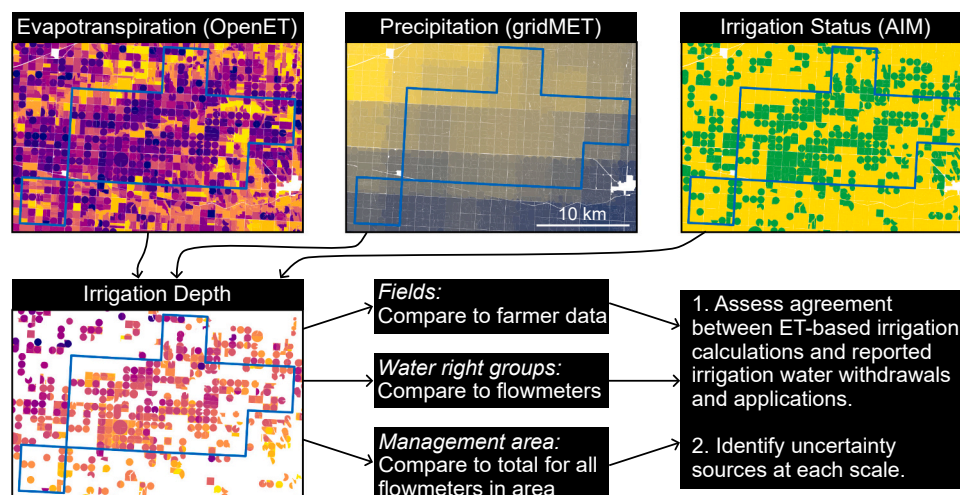 Evapotranspiration (OpenET)
Precipitation (gridMET)
Irrigation Status (AIM)
10 km
Irrigation Depth
Fields:
Compare to farmer data
Water right groups:
Compare to flowmeters
Management area:
Compare to total for all
flowmeters in area
1. Assess agreement
between ET-based irrigation
calculations and reported
irrigation water withdrawals
and applications.
2. Identify uncertainty
sources at each scale.